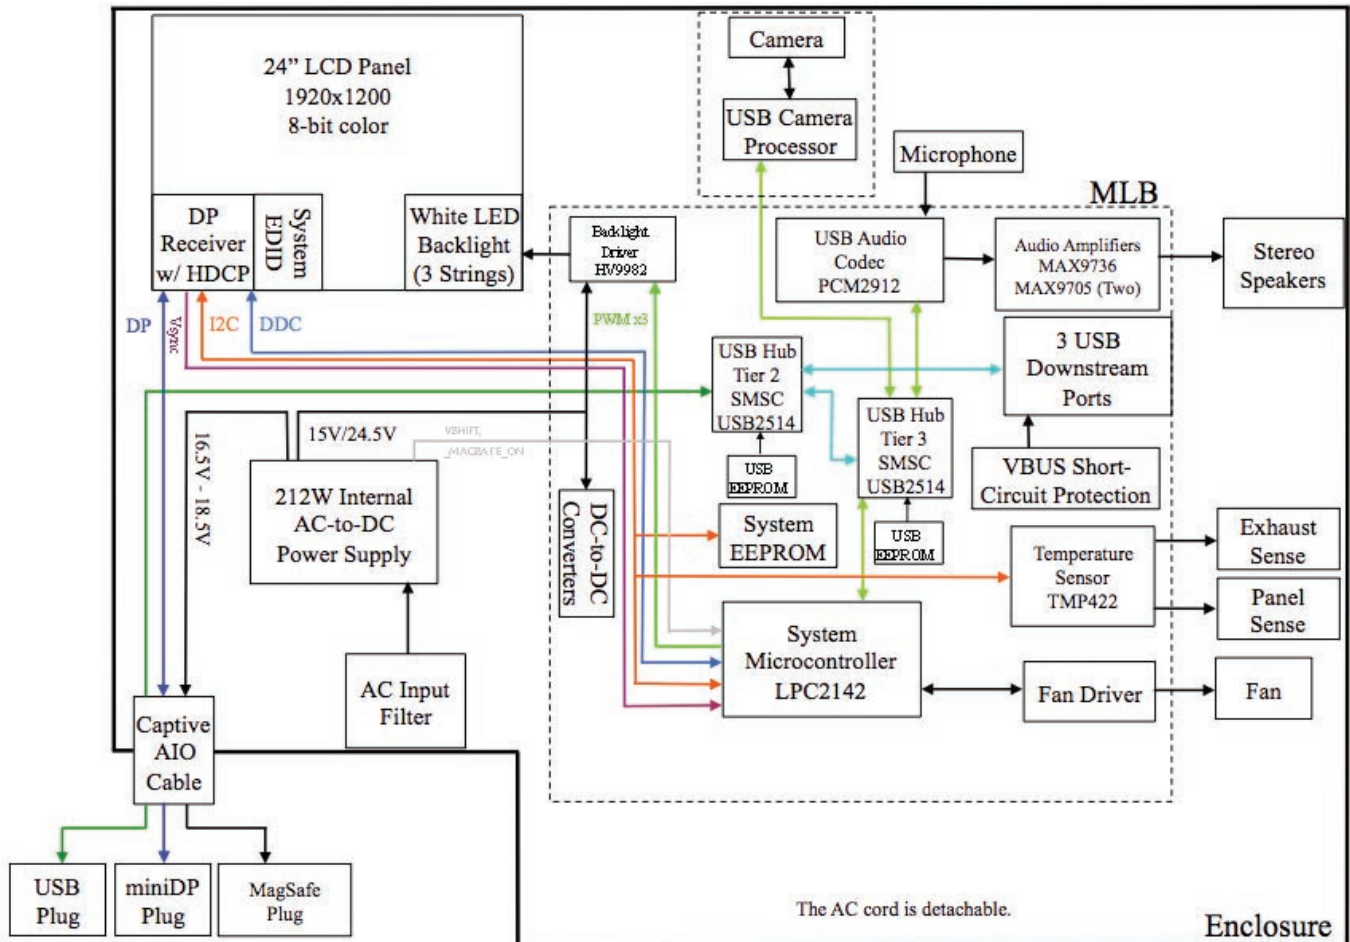 24” LCD Panel
1920x1200
8-bit color
Camera
USB Camera
Processor
Microphone
MLB
DP
Receiver
w/ HDCP
System
EDID
White LED
Backlight
(3 Strings)
Backlight
Driver
HV9982
USB Audio
Codec
PCM2912
Audio Amplifiers
MAX9736
MAX9705 (Two)
Stereo
Speakers
DP
Vsync
I2C
DDC
PWM x3
USB Hub
Tier 2
SMSC
USB2514
3 USB
Downstream
Ports
USB Hub
Tier 3
SMSC
USB2514
16.5V - 18.5V
15V/24.5V
VSHIFT,
_MAGSAFE_ON
USB
EEPROM
VBUS Short-
Circuit Protection
212W Internal
AC-to-DC
Power Supply
DC-to-DC
Converters
System
EEPROM
USB
EEPROM
Temperature
Sensor
TMP422
Exhaust
Sense
Panel
Sense
System
Microcontroller
LPC2142
AC Input
Filter
Fan Driver
Fan
Captive
AIO
Cable
USB
Plug
miniDP
Plug
MagSafe
Plug
The AC cord is detachable.
Enclosure